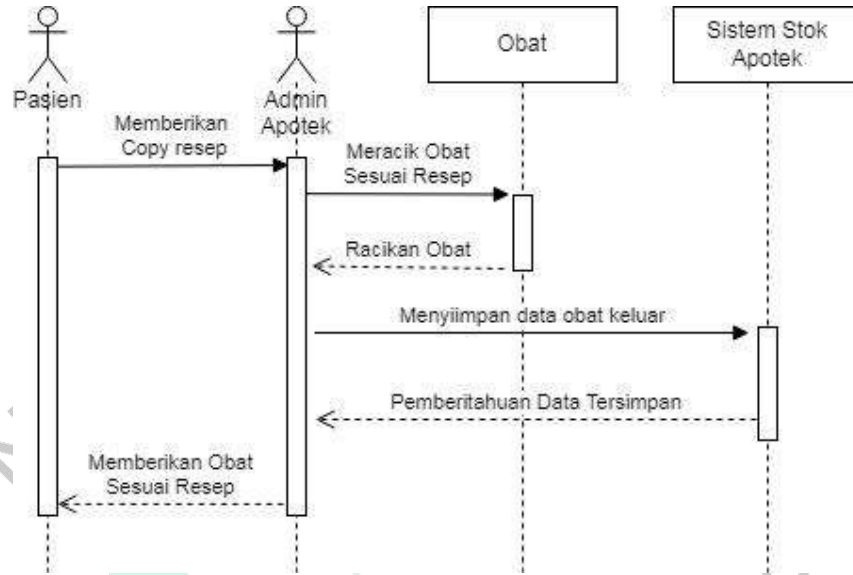 Obat
Sistem Stok
Apotek
Pasien
Admin
Apotek
Memberikan
Copy resep
Meracik Obat
Sesuai Resep
Racikan Obat
Menyiimpan data obat keluar
Pemberitahuan Data Tersimpan
Memberikan Obat
Sesuai Resep